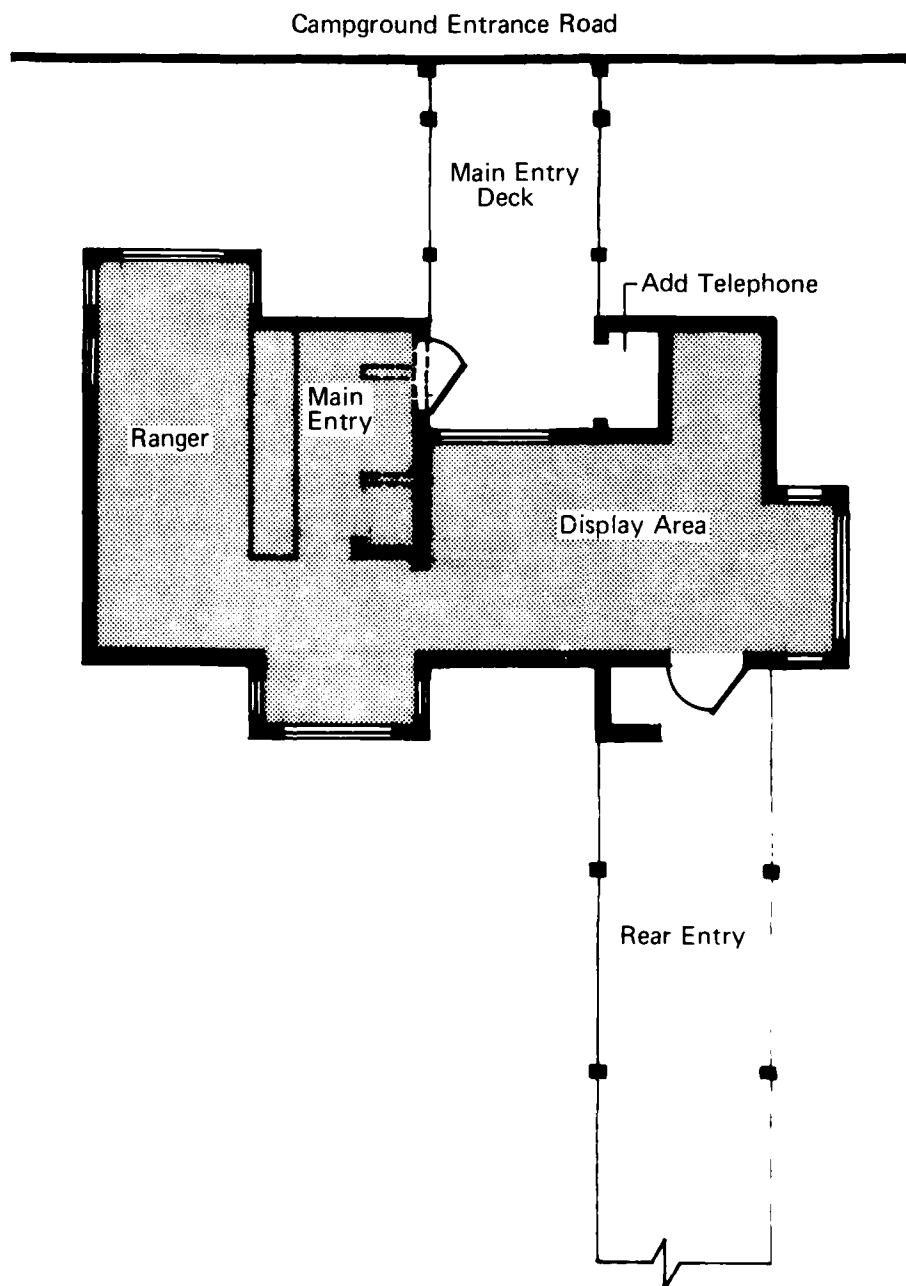 Campground Entrance Road
Main Entry
Deck
Add Telephone
Main
Entry
Ranger
Display Area
Rear Entry